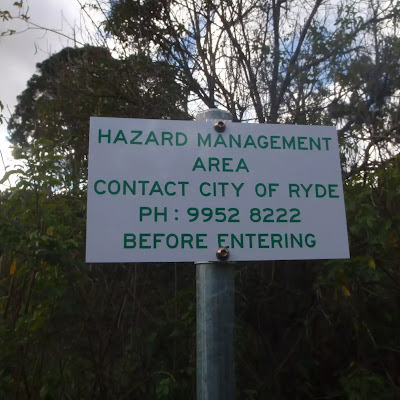 HAZARD MANAGEMENT
AREA
CONTACT CITY OF RYDE
PH : 9952 8222
BEFORE ENTERING